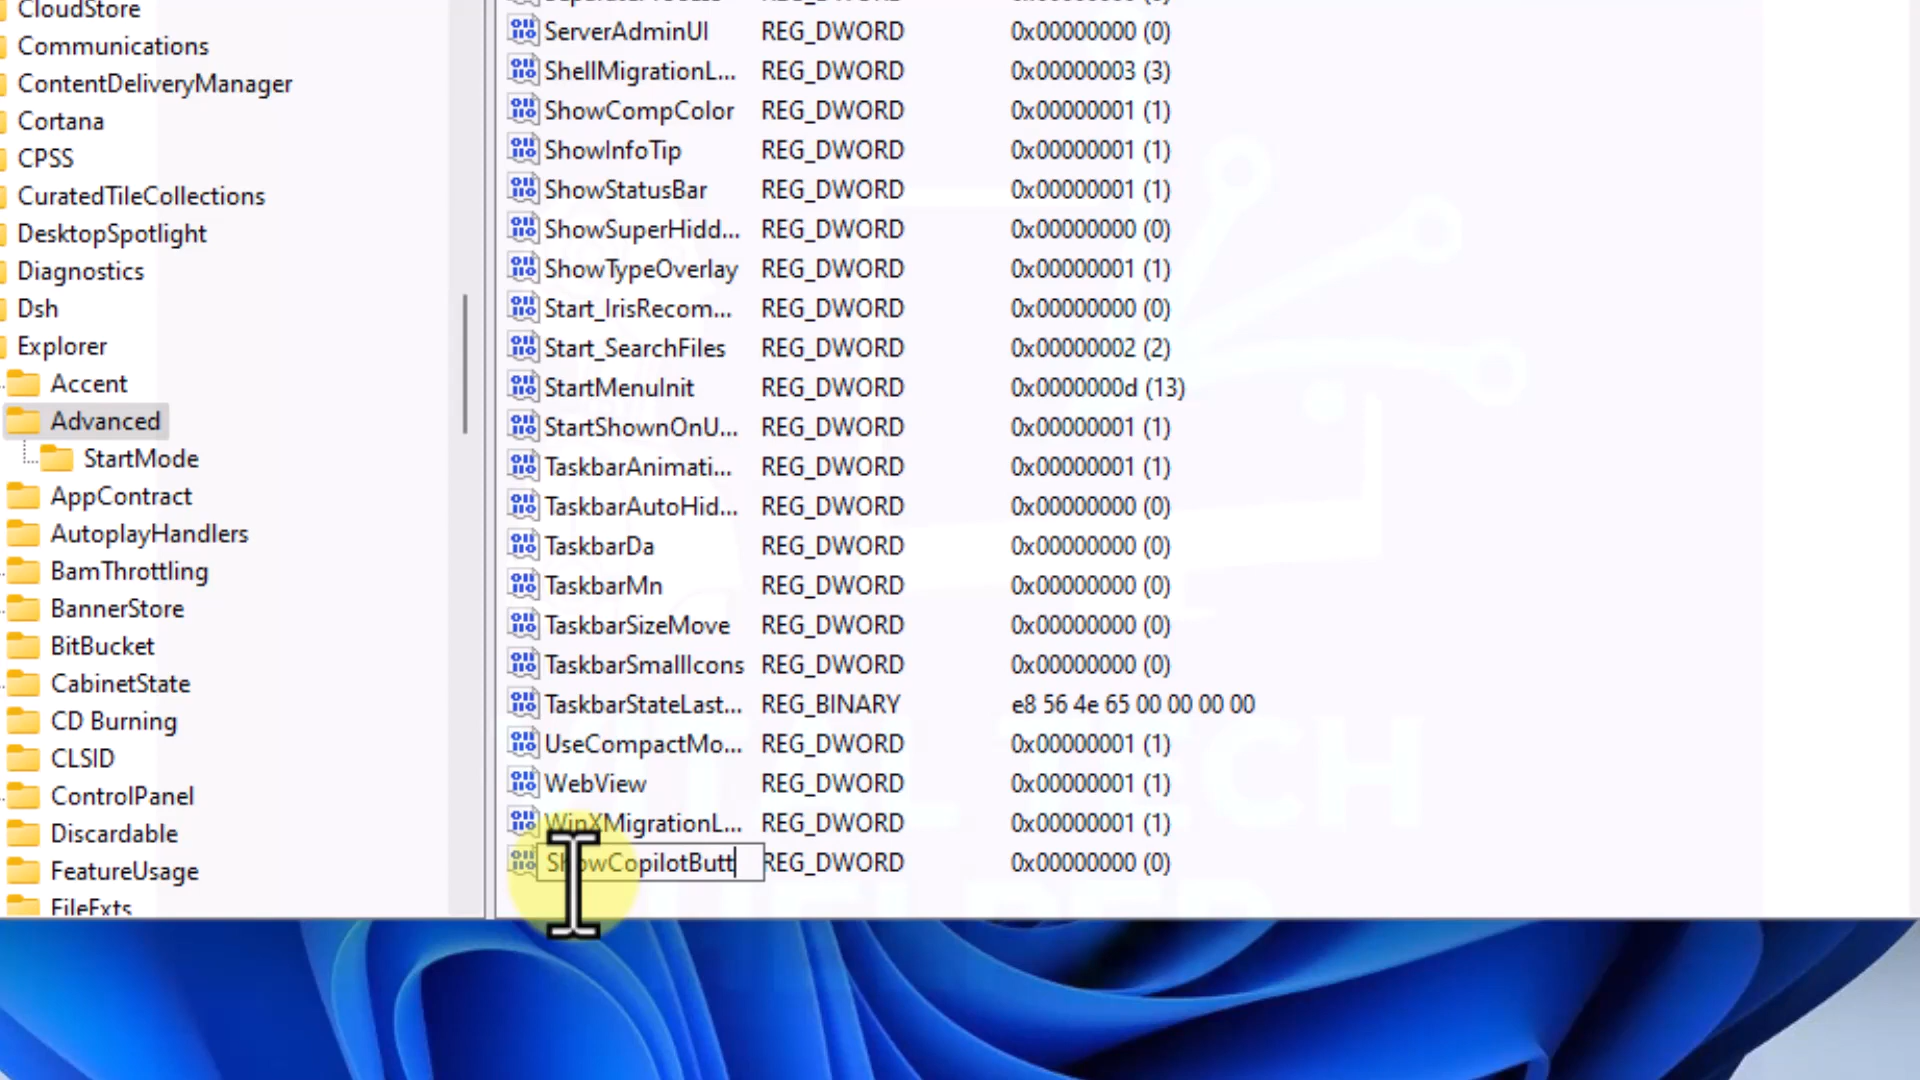 CloudStore
Communications
ContentDeliveryManager
Cortana
CPSS
CuratedTileCollections
DesktopSpotlight
Diagnostics
Dsh
Explorer
Accent
Advanced
StartMode
AppContract
AutoplayHandlers
BamThrottling
BannerStore
BitBucket
CabinetState
CD Burning
CLSID
ControlPanel
Discardable
FeatureUsage
FileExts
ServerAdminUI REG_DWORD 0x00000000 (0)
ShellMigrationL... REG_DWORD 0x00000003 (3)
ShowCompColor REG_DWORD 0x00000001 (1)
ShowInfoTip REG_DWORD 0x00000001 (1)
ShowStatusBar REG_DWORD 0x00000001 (1)
ShowSuperHidd... REG_DWORD 0x00000000 (0)
ShowTypeOverlay REG_DWORD 0x00000001 (1)
Start_IrisRecom... REG_DWORD 0x00000000 (0)
Start_SearchFiles REG_DWORD 0x00000002 (2)
StartMenuInit REG_DWORD 0x0000000d (13)
StartShownOnU... REG_DWORD 0x00000001 (1)
TaskbarAnimati... REG_DWORD 0x00000001 (1)
TaskbarAutoHid... REG_DWORD 0x00000000 (0)
TaskbarDa REG_DWORD 0x00000000 (0)
TaskbarMn REG_DWORD 0x00000000 (0)
TaskbarSizeMove REG_DWORD 0x00000000 (0)
TaskbarSmallIcons REG_DWORD 0x00000000 (0)
TaskbarStateLast... REG_BINARY e8 56 4e 65 00 00 00 00
UseCompactMo... REG_DWORD 0x00000001 (1)
WebView REG_DWORD 0x00000001 (1)
WinXMigrationL... REG_DWORD 0x00000001 (1)
ShowCopilotButt REG_DWORD 0x00000000 (0)